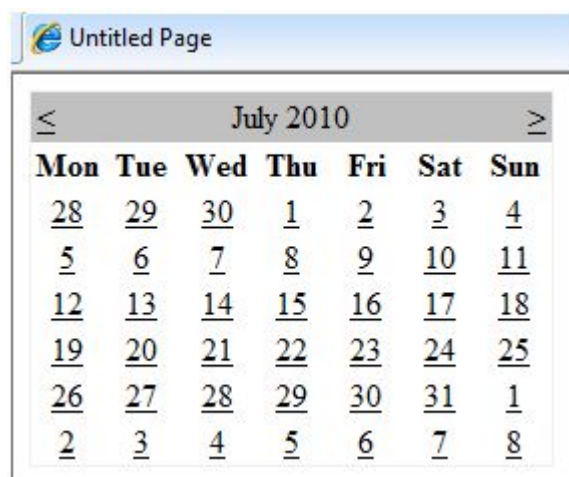 Untitled Page
< July 2010 >
Mon Tue Wed Thu Fri Sat Sun
28 29 30 1 2 3 4
5 6 7 8 9 10 11
12 13 14 15 16 17 18
19 20 21 22 23 24 25
26 27 28 29 30 31 1
2 3 4 5 6 7 8